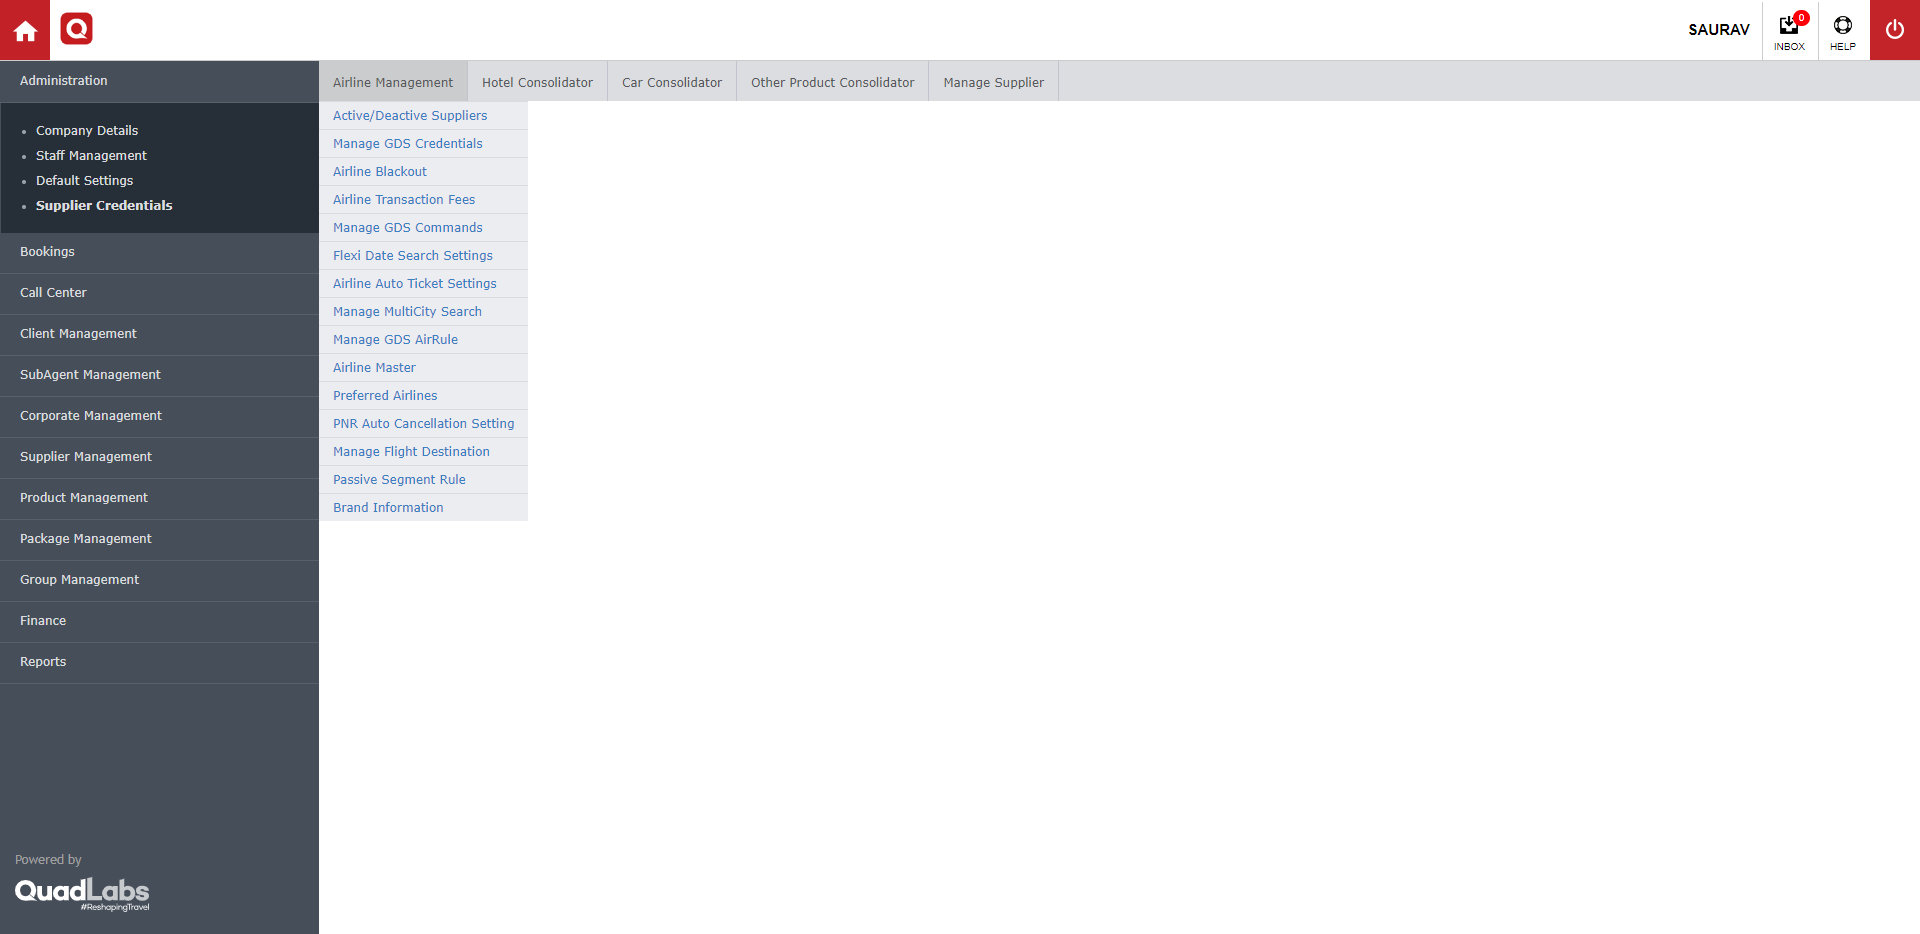 SAURAV
0
INBOX
HELP
Administration
Company Details
Staff Management
Default Settings
Supplier Credentials
Bookings
Call Center
Client Management
SubAgent Management
Corporate Management
Supplier Management
Product Management
Package Management
Group Management
Finance
Reports
Powered by
QuadLabs
#ReshapingTravel
Airline Management Hotel Consolidator Car Consolidator Other Product Consolidator Manage Supplier
Active/Deactive Suppliers
Manage GDS Credentials
Airline Blackout
Airline Transaction Fees
Manage GDS Commands
Flexi Date Search Settings
Airline Auto Ticket Settings
Manage MultiCity Search
Manage GDS AirRule
Airline Master
Preferred Airlines
PNR Auto Cancellation Setting
Manage Flight Destination
Passive Segment Rule
Brand Information